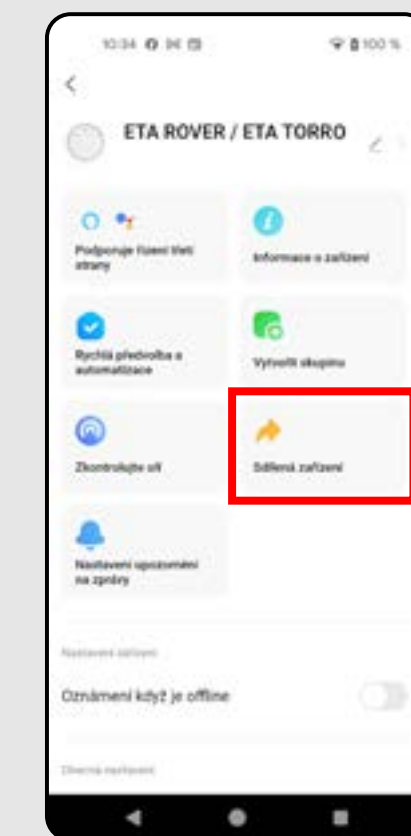 10:34
100 %
ETA ROVER / ETA TORRO
Podporuje řízení třetí
strany
Informace o zařízení
Rychlá předvolba a
automatizace
Vytvořit skupinu
Zkontrolujte síť
Sdílená zařízení
Nastavení upozornění
na zprávy
Nastavení zařízení
Oznámení když je offline
Obecná nastavení